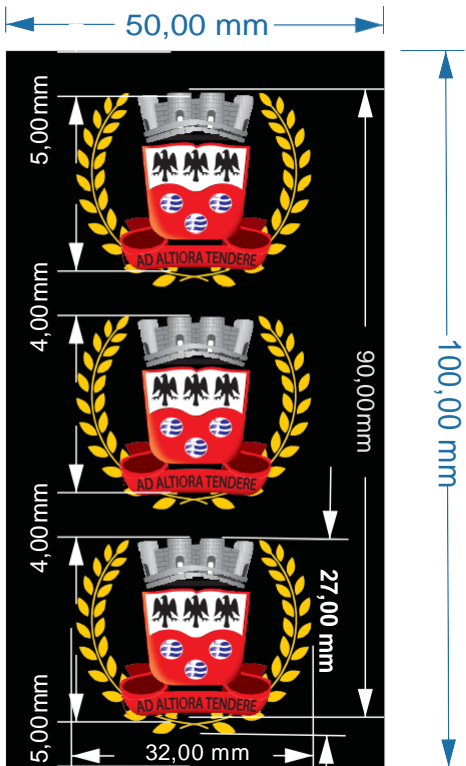 50,00 mm
5,00mm
AD ALTIORA TENDERE
4,00mm
100,00 mm
90,00mm
AD ALTIORA TENDERE
4,00mm
27,00 mm
AD ALTIORA TENDERE
5,00mm
32,00 mm